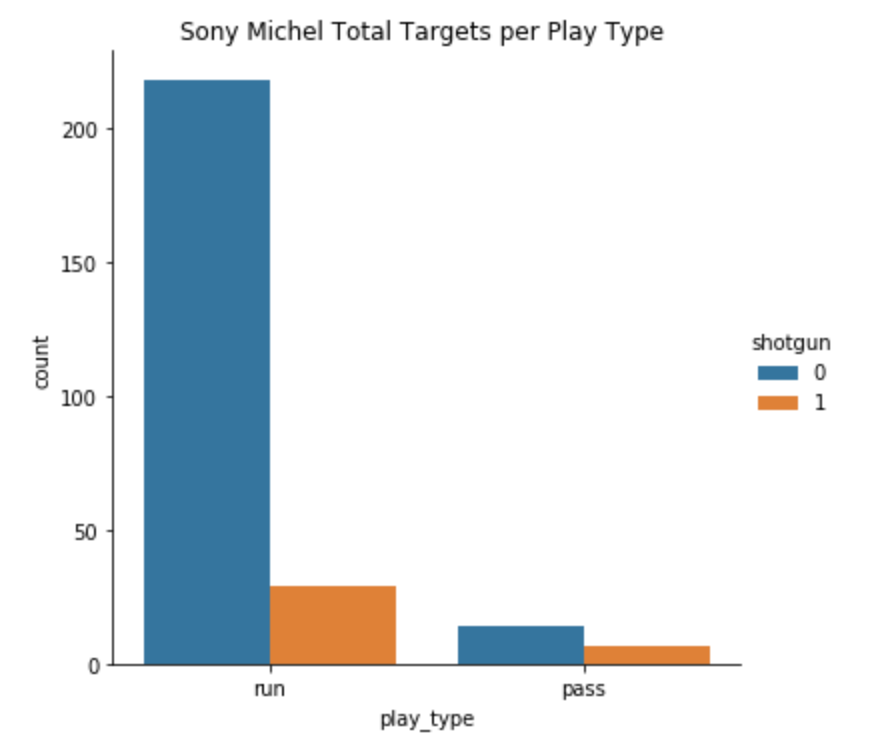 Sony Michel Total Targets per Play Type
200
150
100
50
0
count
run
pass
play_type
shotgun
0
1